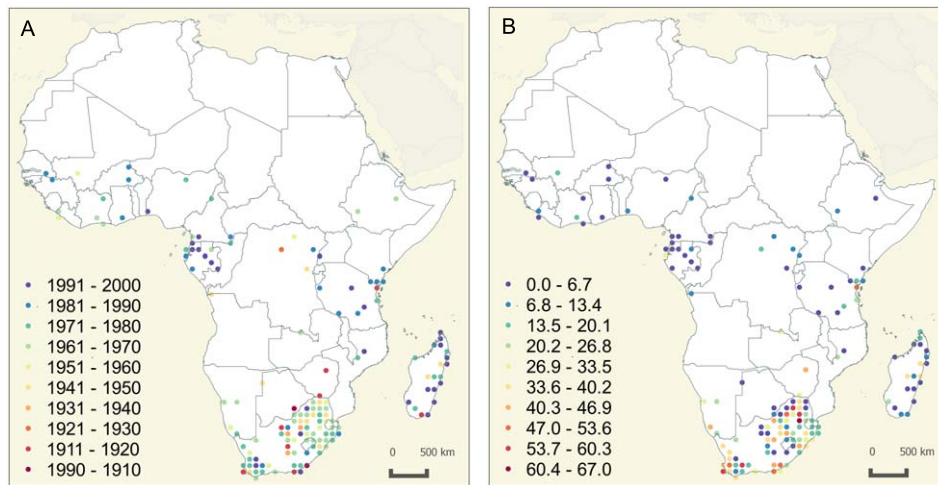 A
1991 - 2000
1981 - 1990
1971 - 1980
1961 - 1970
1951 - 1960
1941 - 1950
1931 - 1940
1921 - 1930
1911 - 1920
1990 - 1910
500 km
B
0.0 - 6.7
6.8 - 13.4
13.5 - 20.1
20.2 - 26.8
26.9 - 33.5
33.6 - 40.2
40.3 - 46.9
47.0 - 53.6
53.7 - 60.3
60.4 - 67.0
500 km